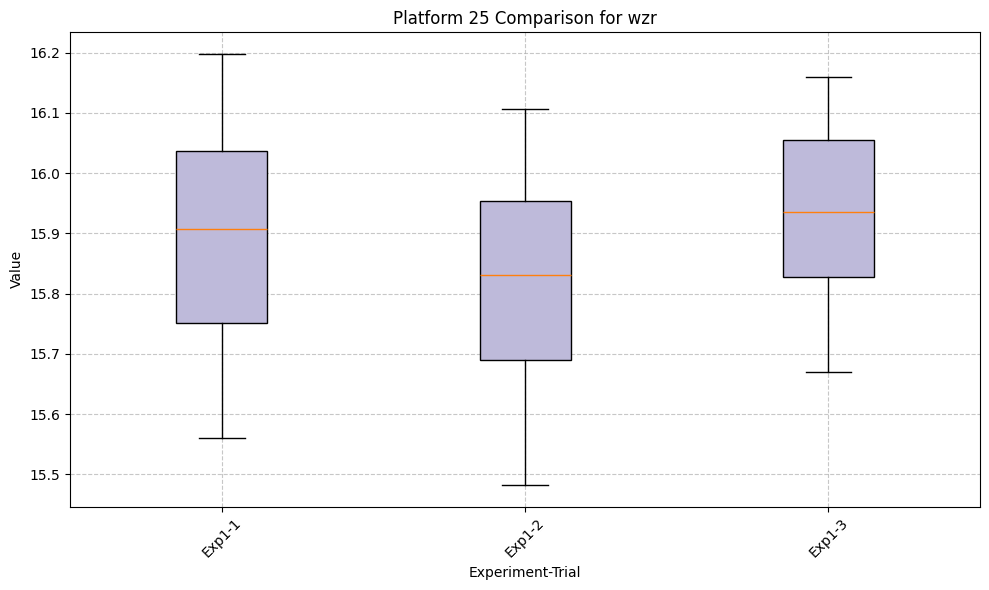 Platform 25 Comparison for wzr
16.2
16.1
16.0
15.9
15.8
15.7
15.6
15.5
Value
Exp1-1
Exp1-2
Exp1-3
Experiment-Trial